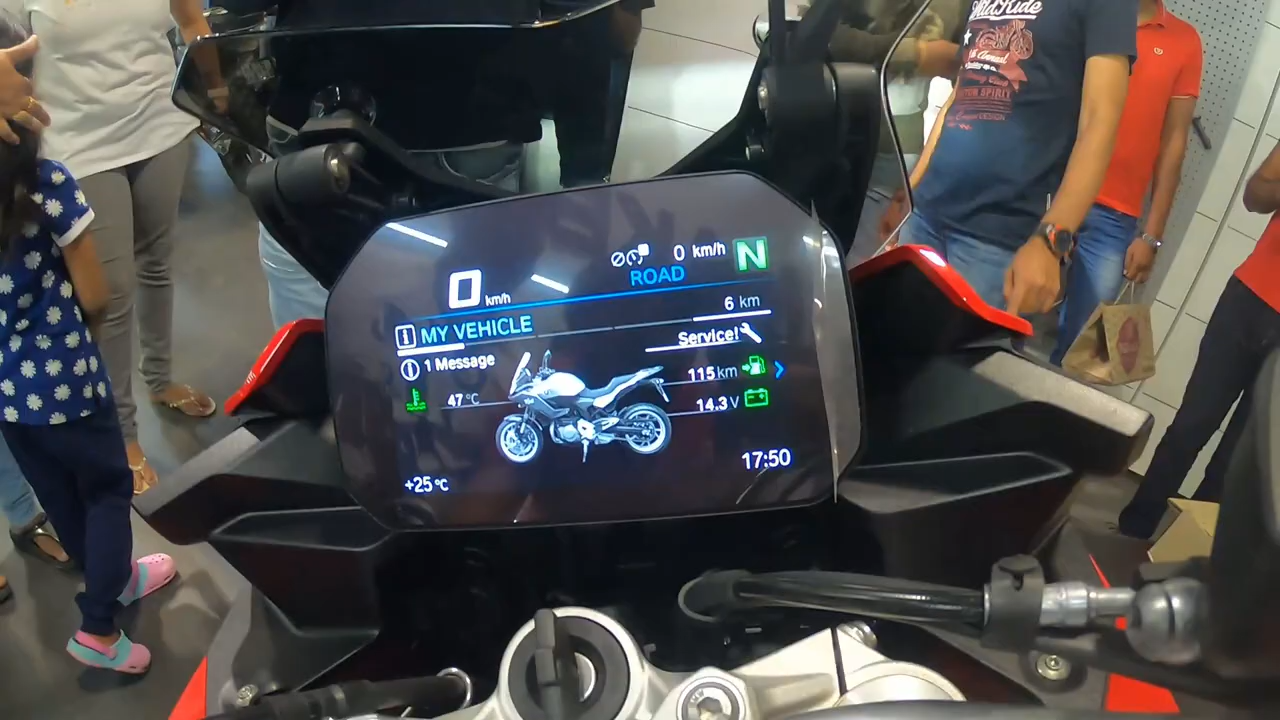 0 km/h
0 km/h N
ROAD
6 km
i MY VEHICLE
Service!
1 Message
115 km
47 °C
14.3 V
17:50
+25 °C
WildRide